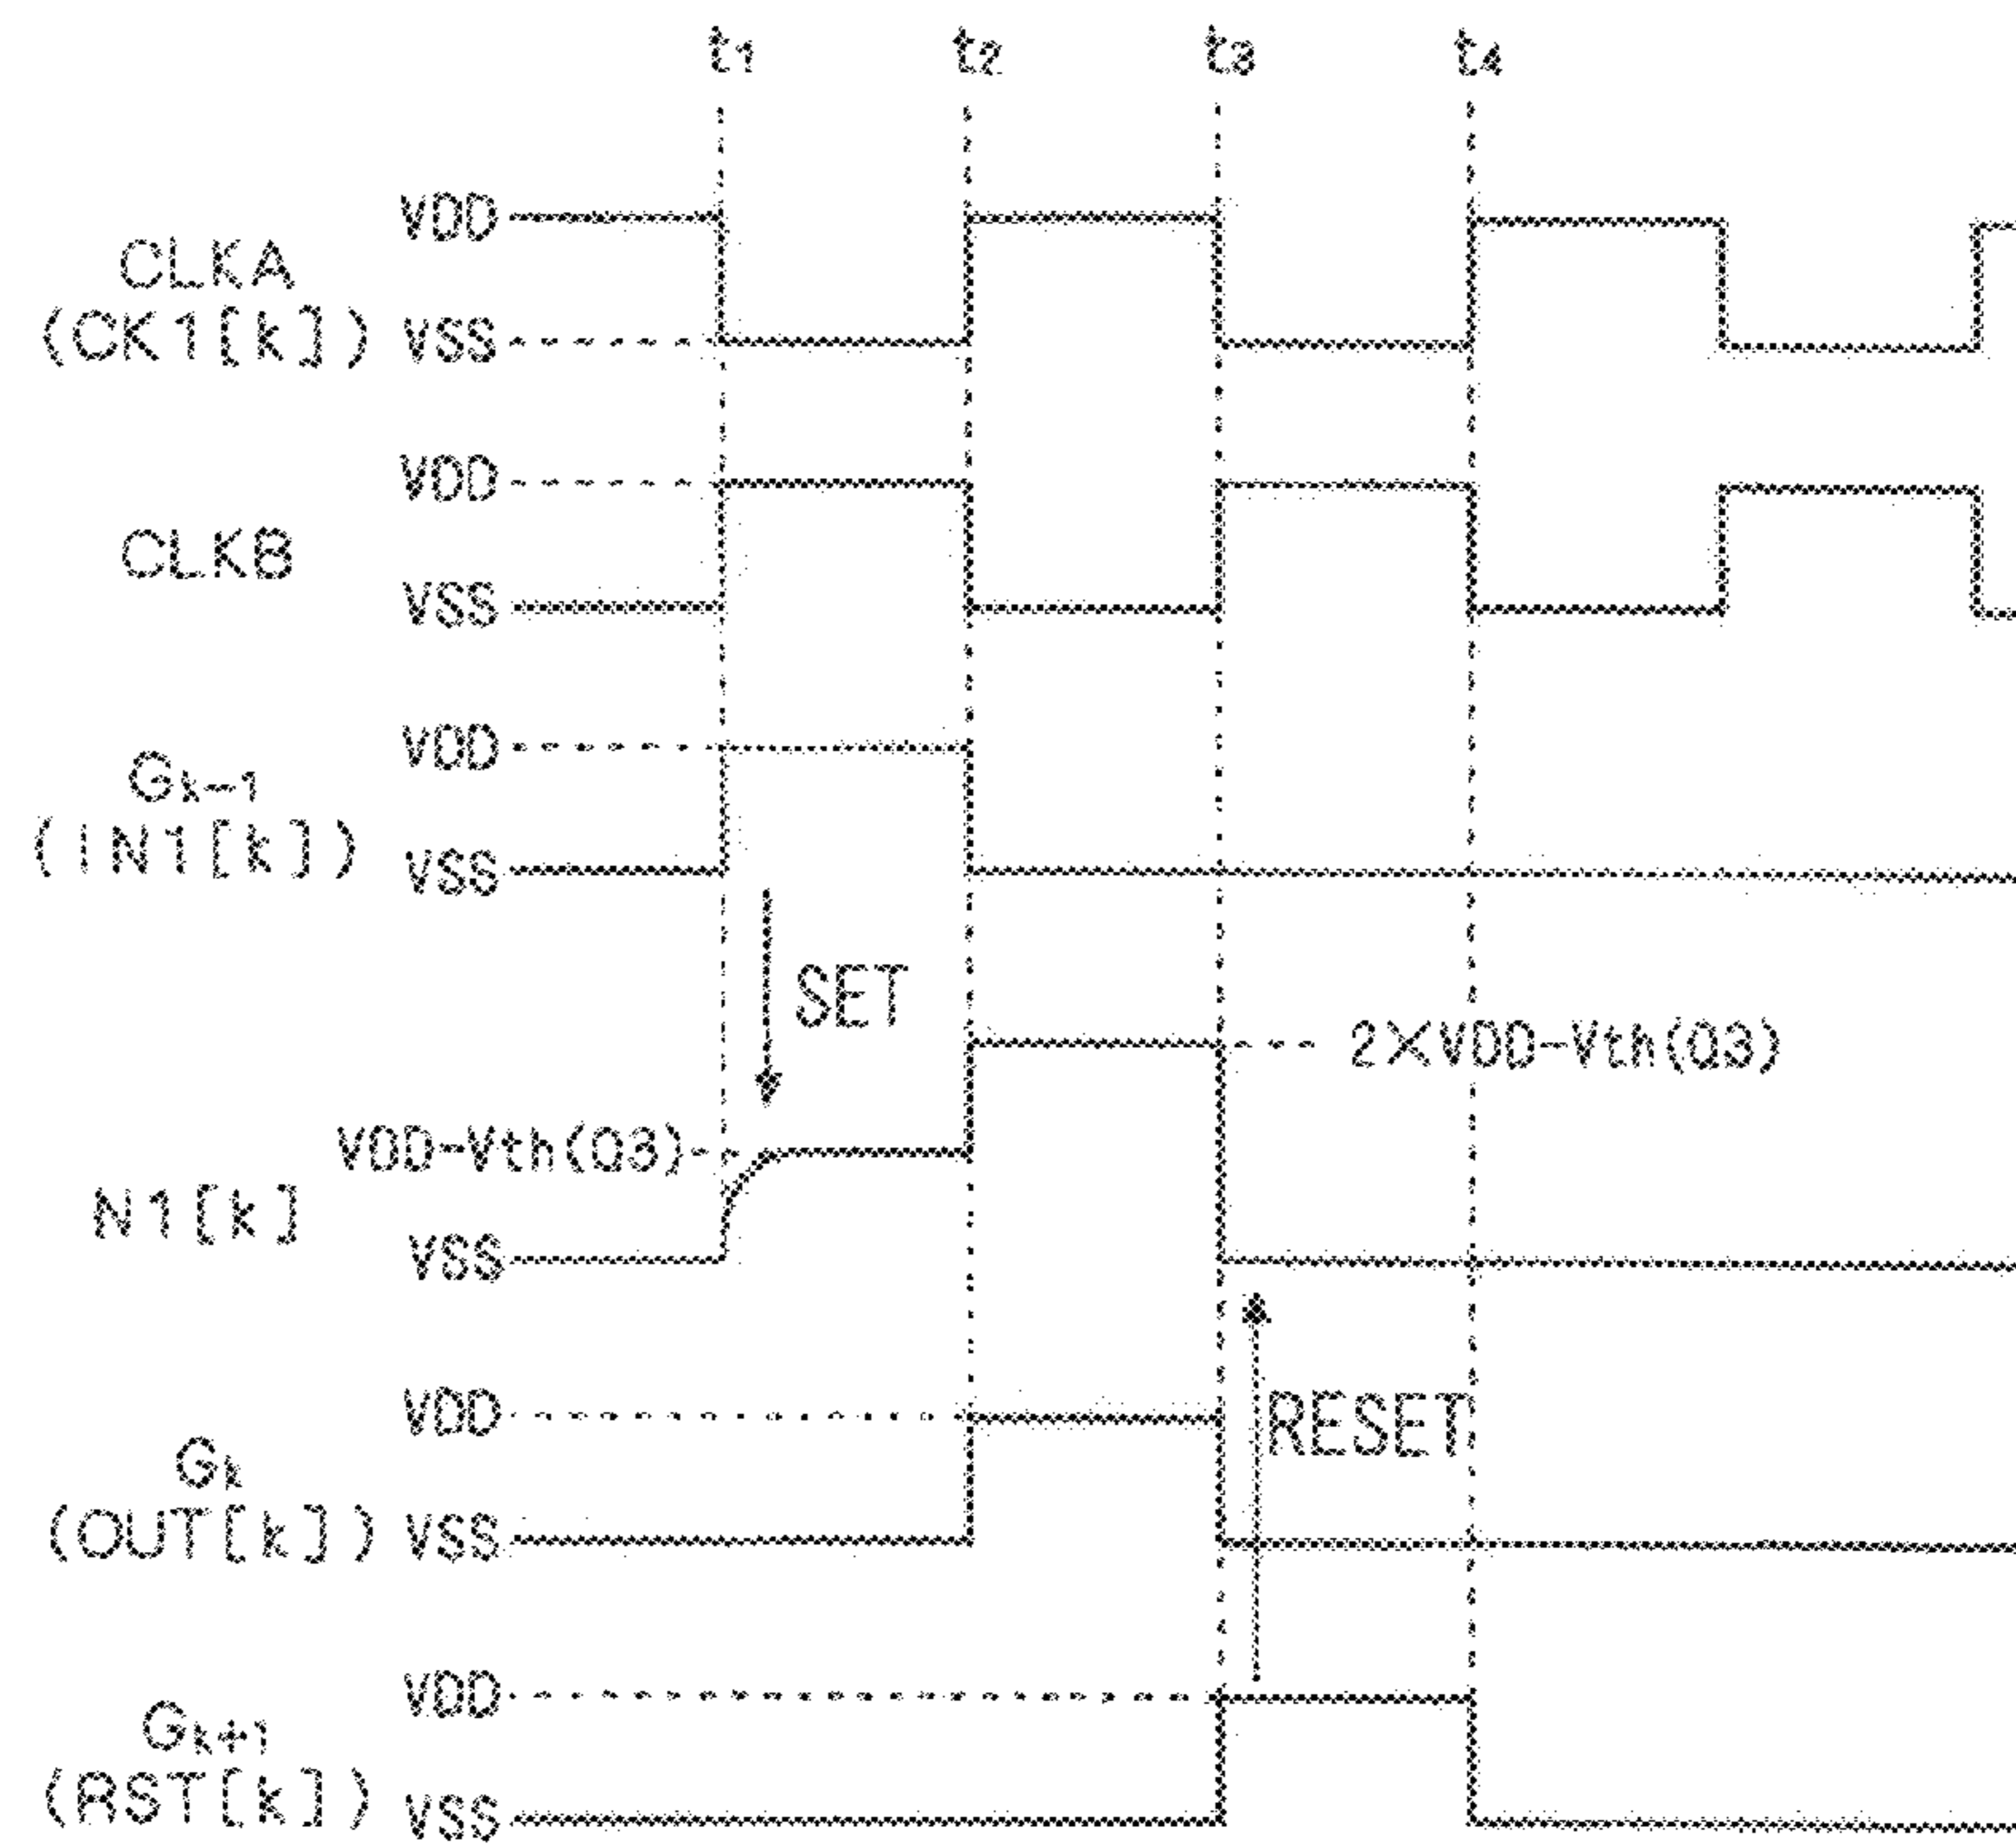 t1 t2 t3 t4
VDD
CLKA
(CK1[k]) VSS
VDD
CLKB
VSS
VDD
Gk-1
(IN1[k]) VSS
SET
2×VDD-Vth(Q3)
VDD-Vth(Q3)
N1[k]
VSS
VDD
RESET
Gk
(OUT[k]) VSS
VDD
Gk+1
(RST[k]) VSS